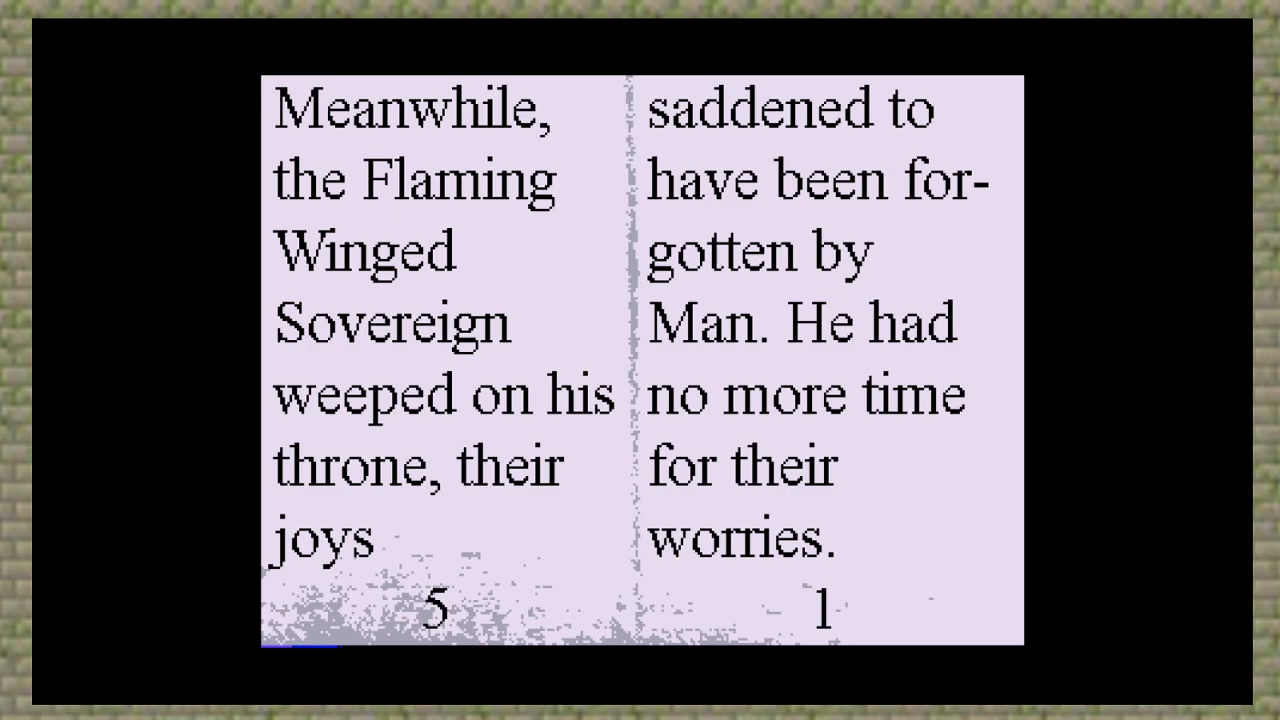 Meanwhile,
the Flaming
Winged
Sovereign
weeped on his
throne, their
joys
5
saddened to
have been for-
gotten by
Man. He had
no more time
for their
worries.
1